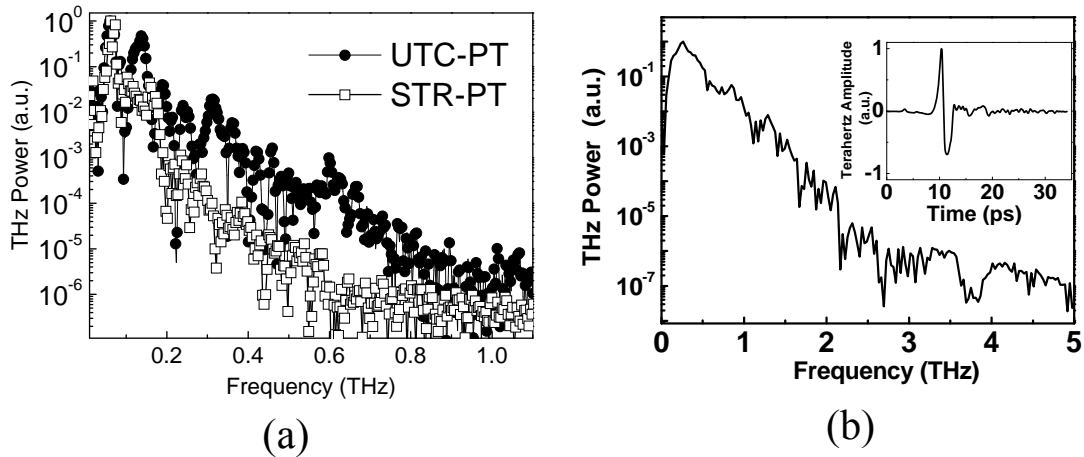 (a)
10^0
10^-1
10^-2
10^-3
10^-4
10^-5
10^-6
THz Power (a.u.)
UTC-PT
STR-PT
0.2 0.4 0.6 0.8 1.0
Frequency (THz)
(a)
b)
10^-1
10^-3
10^-5
10^-7
THz Power (a.u.)
0 1 2 3 4 5
Frequency (THz)
Terahertz Amplitude
(a.u.)
1
0
-1
0 10 20 30
Time (ps)
(b)